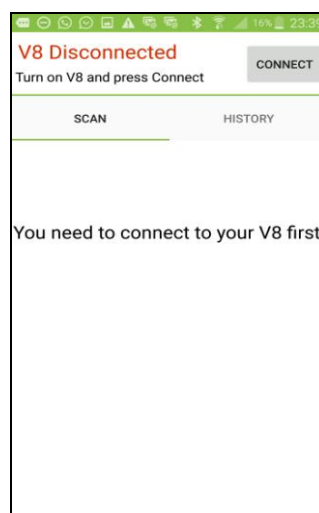 16% 23:39
V8 Disconnected
Turn on V8 and press Connect
CONNECT
SCAN
HISTORY
You need to connect to your V8 first